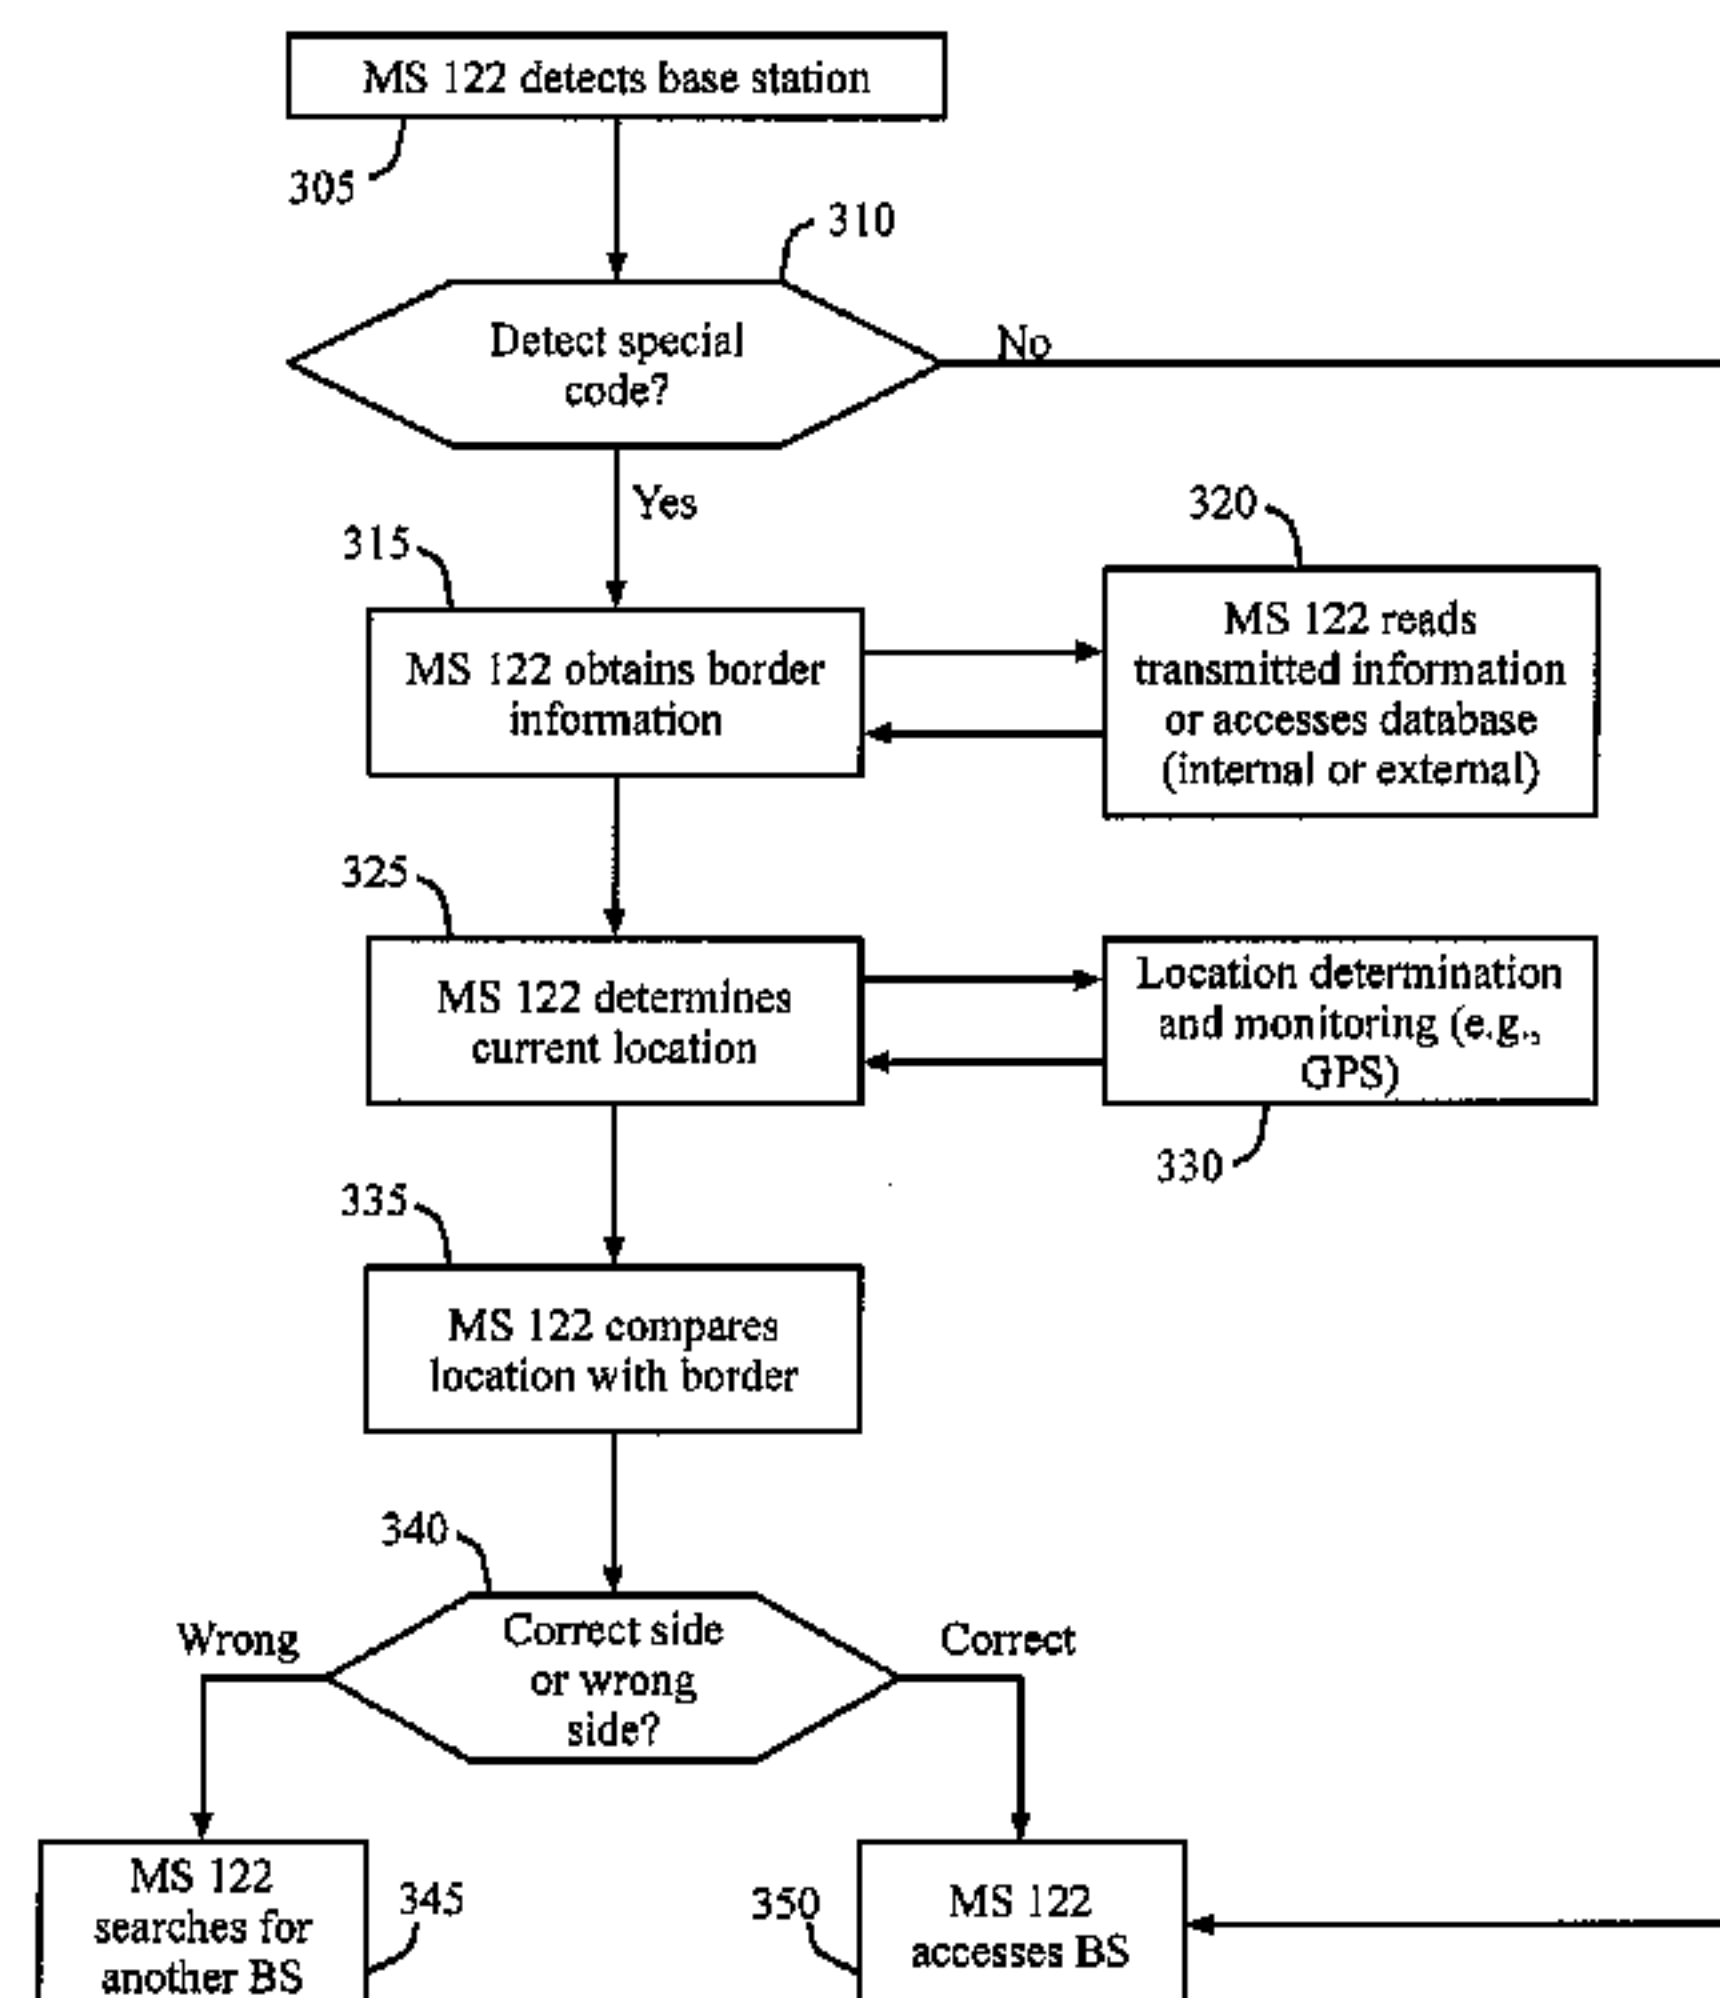 MS 122 detects base station
305
310
Detect special
code?
No
Yes
315
320
MS 122 obtains border
information
MS 122 reads
transmitted information
or accesses database
(internal or external)
325
MS 122 determines
current location
Location determination
and monitoring (e.g.,
GPS)
330
335
MS 122 compares
location with border
340
Wrong
Correct side
or wrong
side?
Correct
MS 122
searches for
another BS
345
350
MS 122
accesses BS